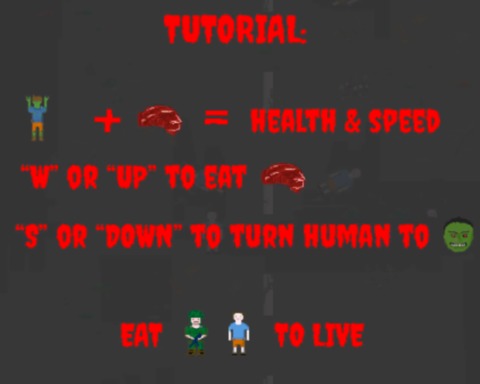 TUTORIAL:
+ = HEALTH & SPEED
"W" OR "UP" TO EAT
"S" OR "DOWN" TO TURN HUMAN TO
EAT TO LIVE